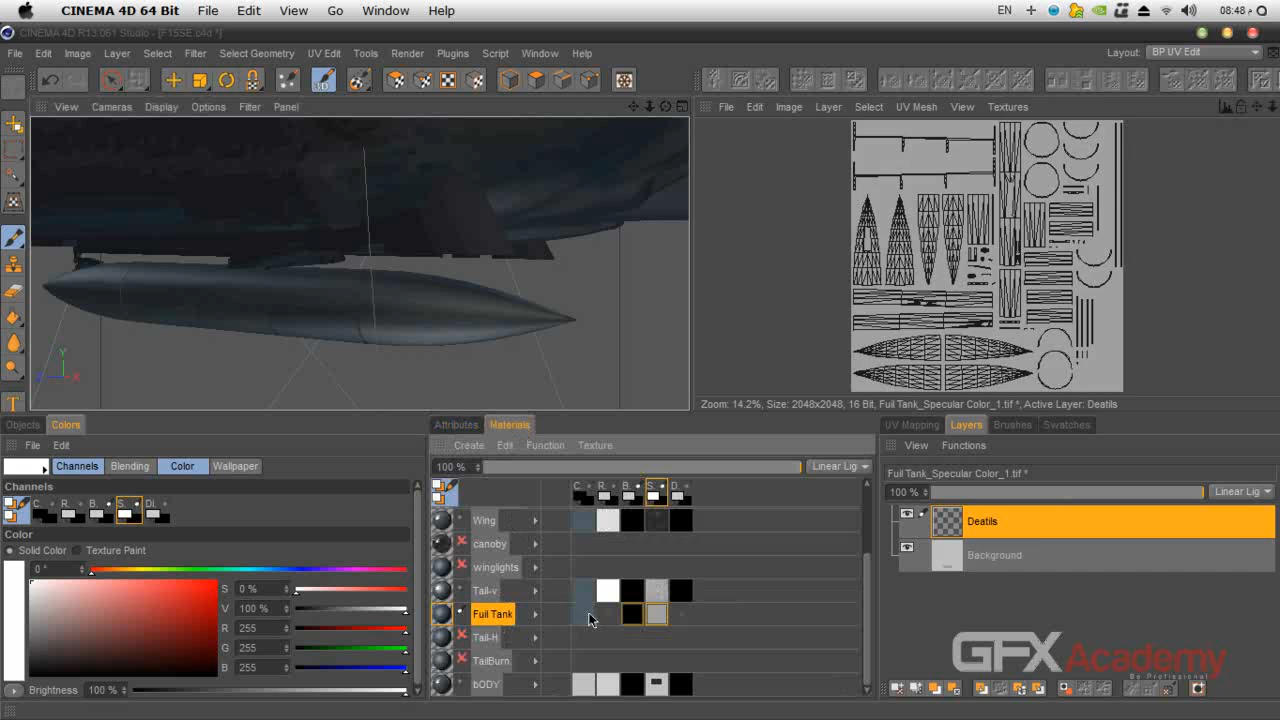 CINEMA 4D 64 Bit File Edit View Go Window Help EN 08:48 م
CINEMA 4D R13.061 Studio - [F15SE.c4d *]
File Edit Image Layer Select Filter Select Geometry UV Edit Tools Render Plugins Script Window Help Layout: BP UV Edit
View Cameras Display Options Filter Panel
File Edit Image Layer Select UV Mesh View Textures
Y
X
Zoom: 14.2%, Size: 2048x2048, 16 Bit, Fuil Tank_Specular Color_1.tif *, Active Layer: Deatils
Objects Colors
Attributes Materials
UV Mapping Layers Brushes Swatches
File Edit
Create Edit Function Texture
View Functions
Channels Blending Color Wallpaper
100 % Linear Lig
Fuil Tank_Specular Color_1.tif *
Channels
C. R. B. S. D.
100 % Linear Lig
C. R. B. S. Di.
Wing
Deatils
Color
canoby
Background
Solid Color Texture Paint
winglights
0 °
S 0 %
Tail-v
V 100 %
Fuil Tank
R 255
Tail-H
G 255
TailBurn.
B 255
bODY
Brightness 100 %
GFX Academy
Be Professional